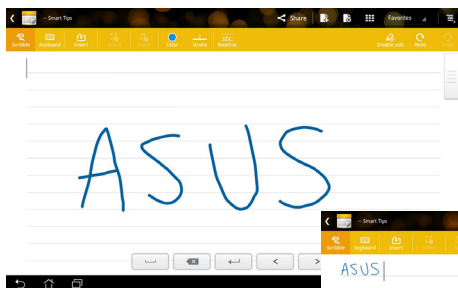 – Smart Tips Share Favorites
Scribble Keyboard Insert Color Stroke Baseline Disable edit Redo
ASUS
– Smart Tips
Scribble Keyboard Insert
ASUS